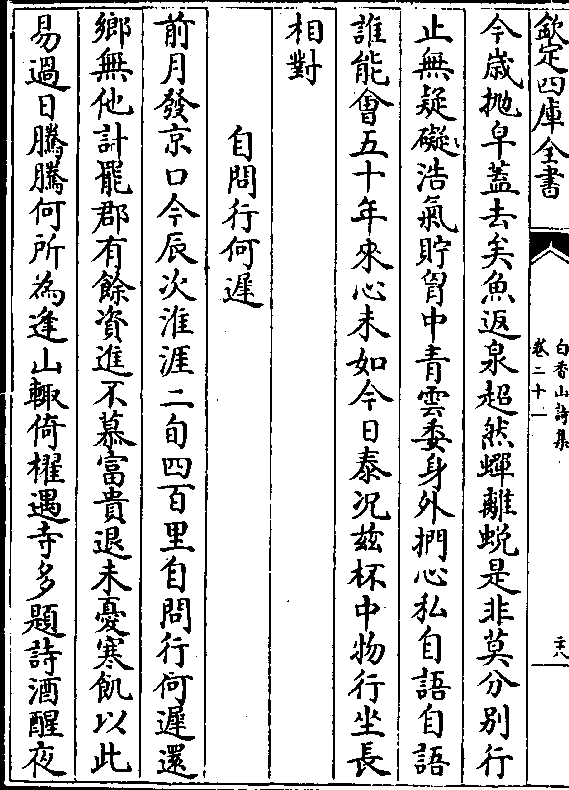 欽定四庫全書
白香山詩集
卷二十一
六
今歲抛皁蓋去矣魚返泉超然蟬離蜕是非莫分别行
止無疑礙浩氣貯胷中青雲委身外捫心私自語自語
誰能會五十年來心未如今日泰况兹杯中物行坐長
相對
自問行何遲
前月發京口今辰次淮涯二旬四百里自問行何遲還
鄉無他計罷郡有餘資進不慕富貴退未憂寒飢以此
易過日騰騰何所為逢山輙倚櫂遇寺多題詩酒醒夜